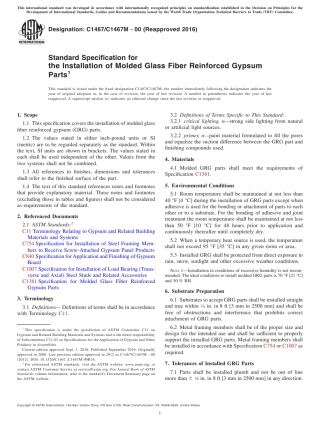 This international standard was developed in accordance with internationally recognized principles on standardization established in the Decision on Principles for the
Development of International Standards, Guides and Recommendations issued by the World Trade Organization Technical Barriers to Trade (TBT) Committee.
INTERNATIONAL
Designation: C1467/C1467M − 00 (Reapproved 2016)
Standard Specification for
the Installation of Molded Glass Fiber Reinforced Gypsum
Parts1
This standard is issued under the fixed designation C1467/C1467M; the number immediately following the designation indicates the
year of original adoption or, in the case of revision, the year of last revision. A number in parentheses indicates the year of last
reapproval. A superscript epsilon (ε) indicates an editorial change since the last revision or reapproval.
1. Scope
1.1 This specification covers the installation of molded glass
fiber reinforced gypsum (GRG) parts.
1.2 The values stated in either inch-pound units or SI
(metric) are to be regarded separately as the standard. Within
the text, SI units are shown in brackets. The values stated in
each shall be used independent of the other. Values from the
two systems shall not be combined.
1.3 All references to finishes, dimensions and tolerances
shall refer to the finished surface of the part.
1.4 The text of this standard references notes and footnotes
that provide explanatory material. These notes and footnotes
(excluding those in tables and figures) shall not be considered
as requirements of the standard.
2. Referenced Documents
2.1 ASTM Standards:2
C11 Terminology Relating to Gypsum and Related Building
Materials and Systems
C754 Specification for Installation of Steel Framing Mem-
bers to Receive Screw-Attached Gypsum Panel Products
C840 Specification for Application and Finishing of Gypsum
Board
C1007 Specification for Installation of Load Bearing (Trans-
verse and Axial) Steel Studs and Related Accessories
C1381 Specification for Molded Glass Fiber Reinforced
Gypsum Parts
3. Terminology
3.1 Definitions— Definitions of terms shall be in accordance
with Terminology C11.
1 This specification is under the jurisdiction of ASTM Committee C11 on
Gypsum and Related Building Materials and Systems and is the direct responsibility
of Subcommittee C11.03 on Specifications for the Application of Gypsum and Other
Products in Assemblies.
Current edition approved Sept. 1, 2016. Published September 2016. Originally
approved in 2000. Last previous edition approved in 2012 as C1467/C1467M – 00
(2012). DOI: 10.1520/C1467_C1467M-00R16.
2 For referenced ASTM standards, visit the ASTM website, www.astm.org, or
contact ASTM Customer Service at service@astm.org. For Annual Book of ASTM
Standards volume information, refer to the standard's Document Summary page on
the ASTM website.
3.2 Definitions of Terms Specific to This Standard:
3.2.1 critical lighting, n—strong side lighting from natural
or artificial light sources.
3.2.2 primer, n—paint material formulated to fill the pores
and equalize the suction difference between the GRG part and
finishing compounds used.
4. Materials
4.1 Molded GRG parts shall meet the requirements of
Specification C1381.
5. Environmental Conditions
5.1 Room temperature shall be maintained at not less than
40 °F [4 °C] during the installation of GRG parts except when
adhesive is used for the bonding or attachment of parts to each
other or to a substrate. For the bonding of adhesive and joint
treatment the room temperature shall be maintained at not less
than 50 °F [10 °C] for 48 hours prior to application and
continuously thereafter until completely dry.
5.2 When a temporary heat source is used, the temperature
shall not exceed 95 °F [35 °C] in any given room or area.
5.3 Installed GRG shall be protected from direct exposure to
rain, snow, sunlight or other excessive weather conditions.
NOTE 1—Installation in conditions of excessive humidity is not recom-
mended. The ideal conditions to install molded GRG parts is 70 °F [21 °C]
and 50 % RH.
6. Substrate Preparation
6.1 Substrates to accept GRG parts shall be installed straight
and true within 1⁄8 in. in 8 ft [3 mm in 2500 mm] and shall be
free of obstructions and interference that prohibit correct
attachment of GRG parts.
6.2 Metal framing members shall be of the proper size and
design for the intended use and shall be sufficient to properly
support the installed GRG parts. Metal framing members shall
be installed in accordance with Specification C754 or C1007 as
required.
7. Tolerances of Installed GRG Parts
7.1 Parts shall be installed plumb and not be out of line
more than ± 1⁄8 in. in 8 ft [3 mm in 2500 mm] in any direction.
Copyright © ASTM International, 100 Barr Harbor Drive, PO Box C700, West Conshohocken, PA 19428-2959. United States
1